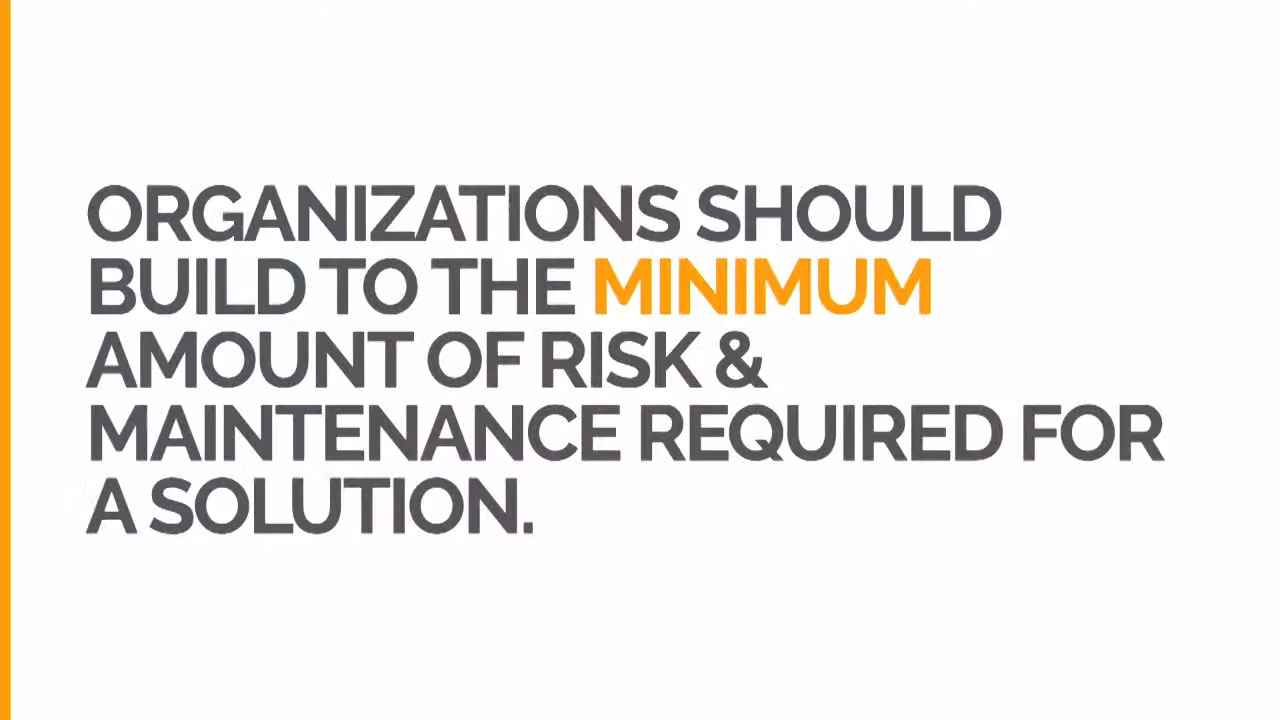 ORGANIZATIONS SHOULD
BUILD TO THE MINIMUM
AMOUNT OF RISK &
MAINTENANCE REQUIRED FOR
A SOLUTION.